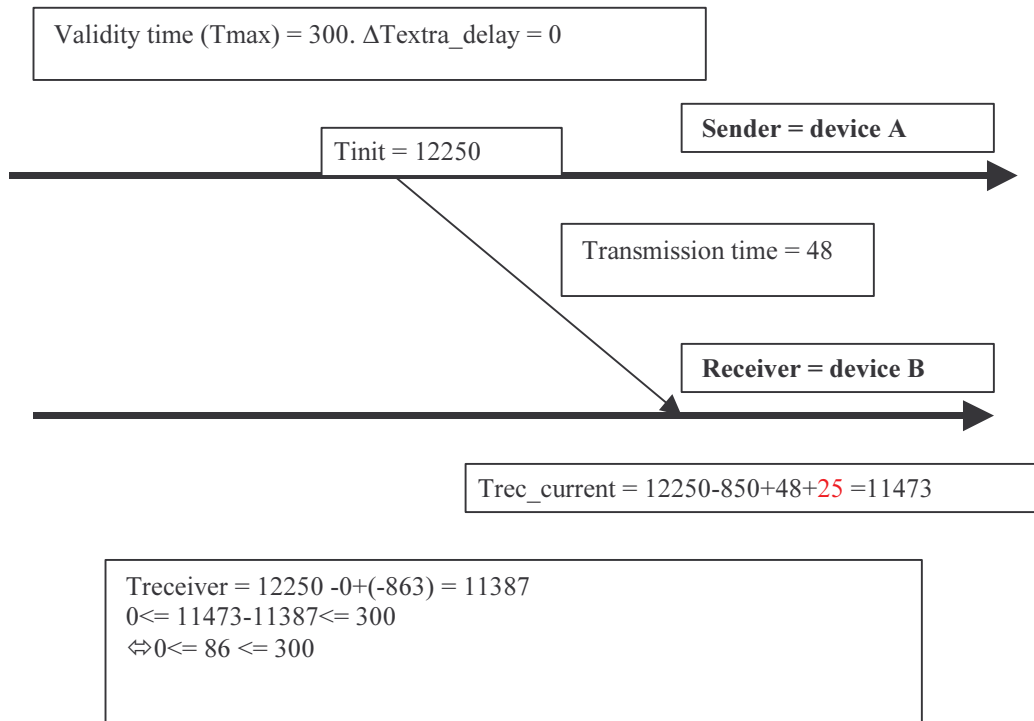 Validity time (Tmax) = 300. ΔTextra_delay = 0
Sender = device A
Tinit = 12250
Transmission time = 48
Receiver = device B
Trec_current = 12250-850+48+25 =11473
Treceiver = 12250 -0+(-863) = 11387
0<= 11473-11387<= 300
⇔0<= 86 <= 300